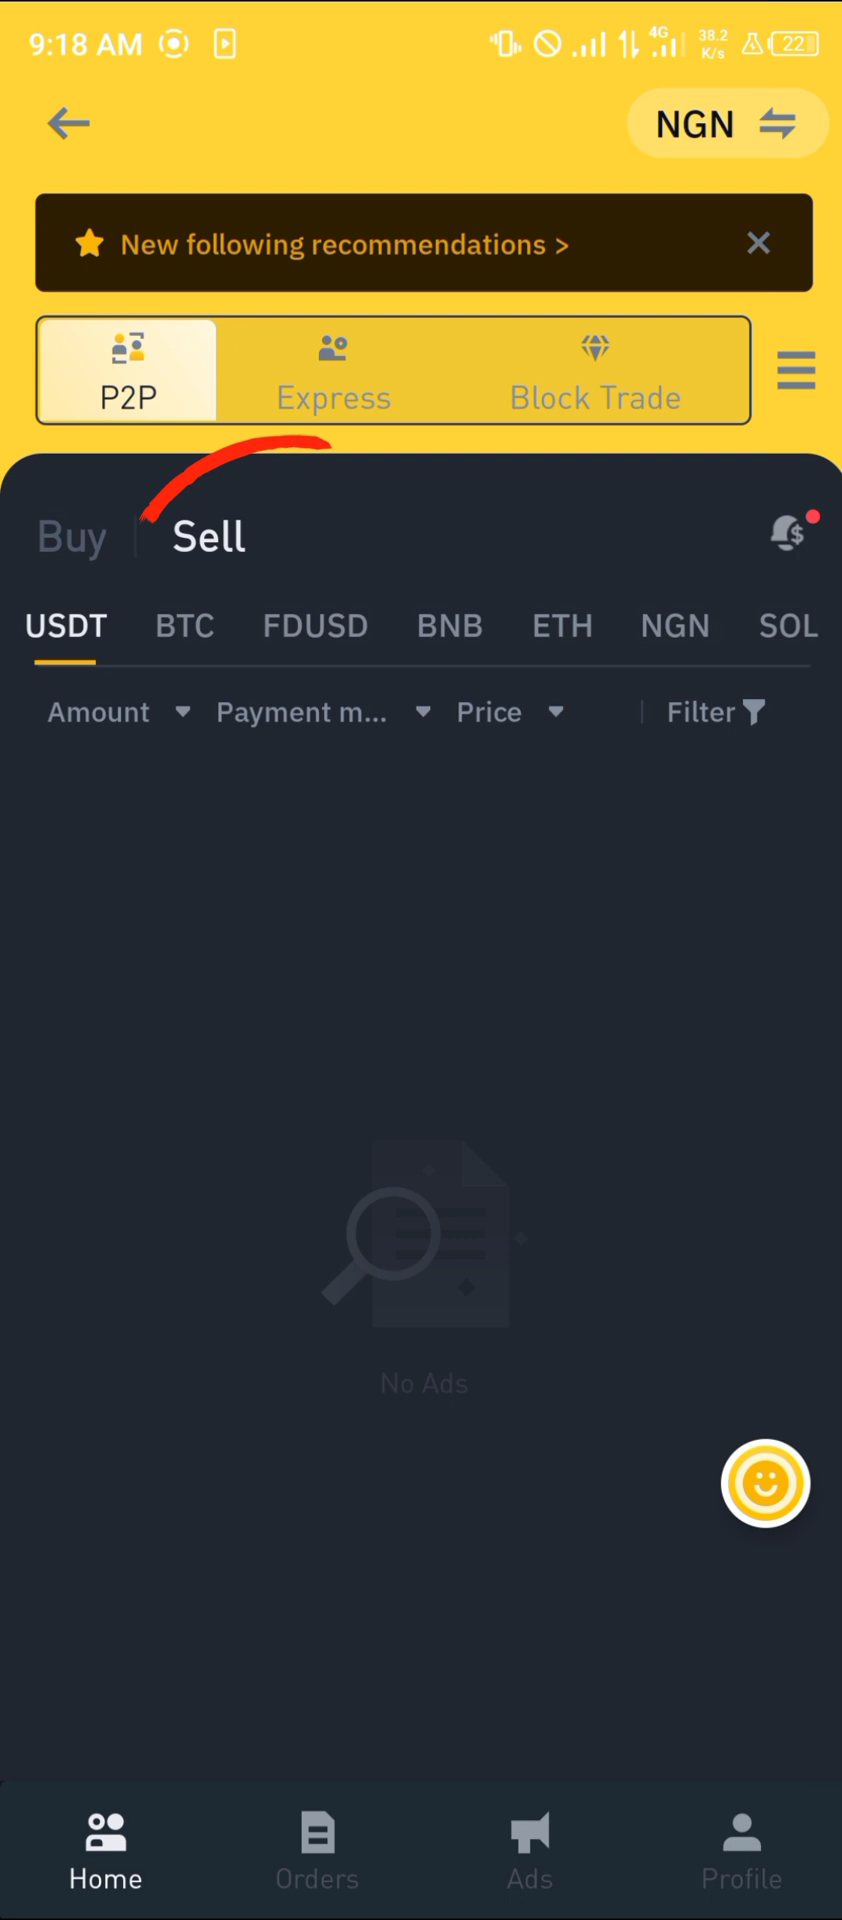 9:18 AM 4G 38.2 K/s 22
NGN
New following recommendations >
P2P Express Block Trade
Buy Sell
USDT BTC FDUSD BNB ETH NGN SOL
Amount Payment m... Price Filter
No Ads
Home Orders Ads Profile